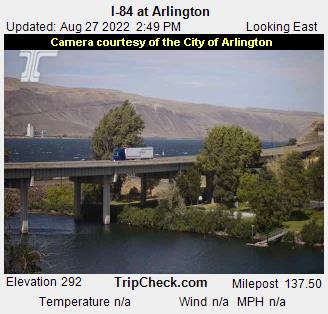 I-84 at Arlington
Updated: Aug 27 2022 2:49 PM Looking East
Camera courtesy of the City of Arlington
Elevation 292 TripCheck.com Milepost 137.50
Temperature n/a Wind n/a MPH n/a